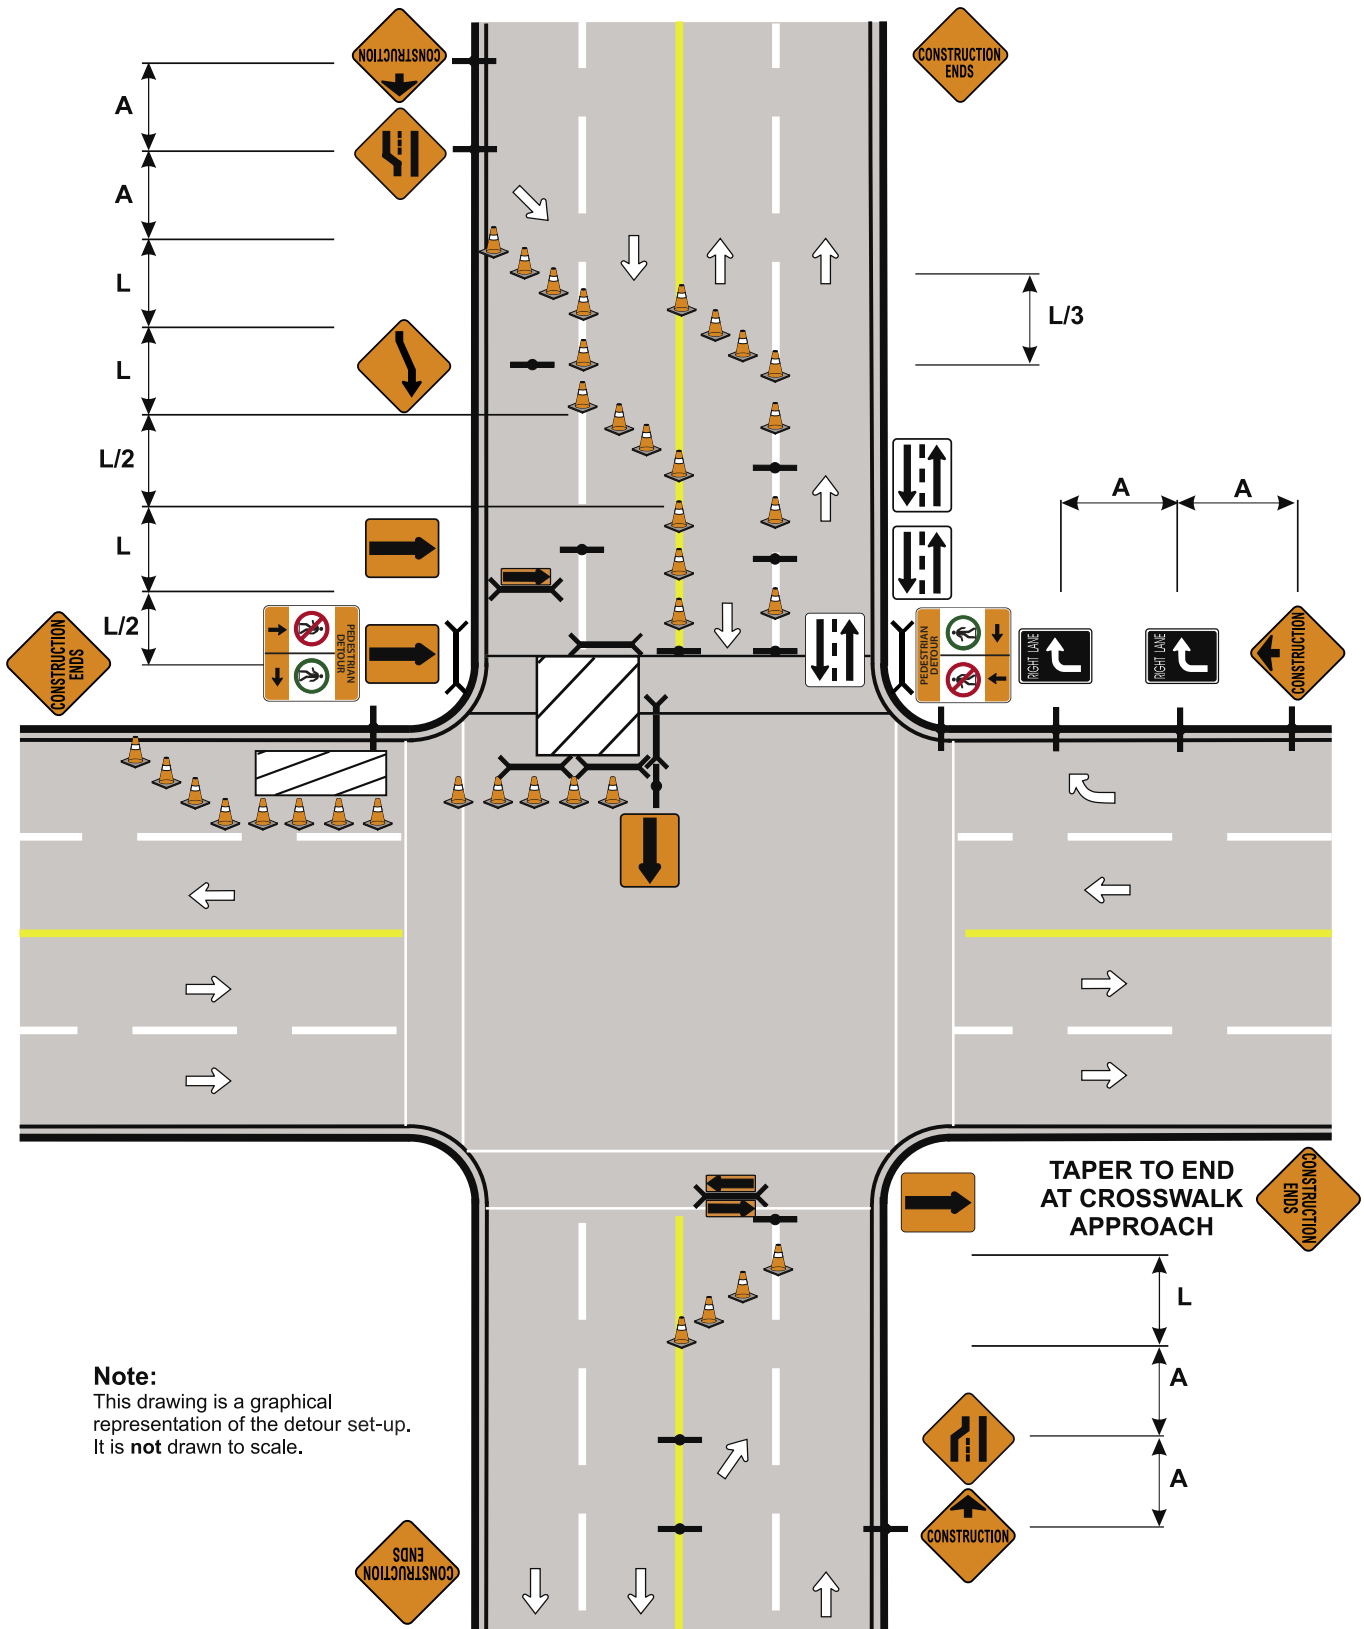 CONSTRUCTION
CONSTRUCTION
ENDS
A
A
L
L/3
L
L/2
A
A
L
L/2
CONSTRUCTION
ENDS
PEDESTRIAN
DETOUR
PEDESTRIAN
DETOUR
RIGHT LANE
RIGHT LANE
CONSTRUCTION
TAPER TO END
AT CROSSWALK
APPROACH
CONSTRUCTION
ENDS
L
A
A
Note:
This drawing is a graphical
representation of the detour set-up.
It is not drawn to scale.
CONSTRUCTION
CONSTRUCTION
ENDS